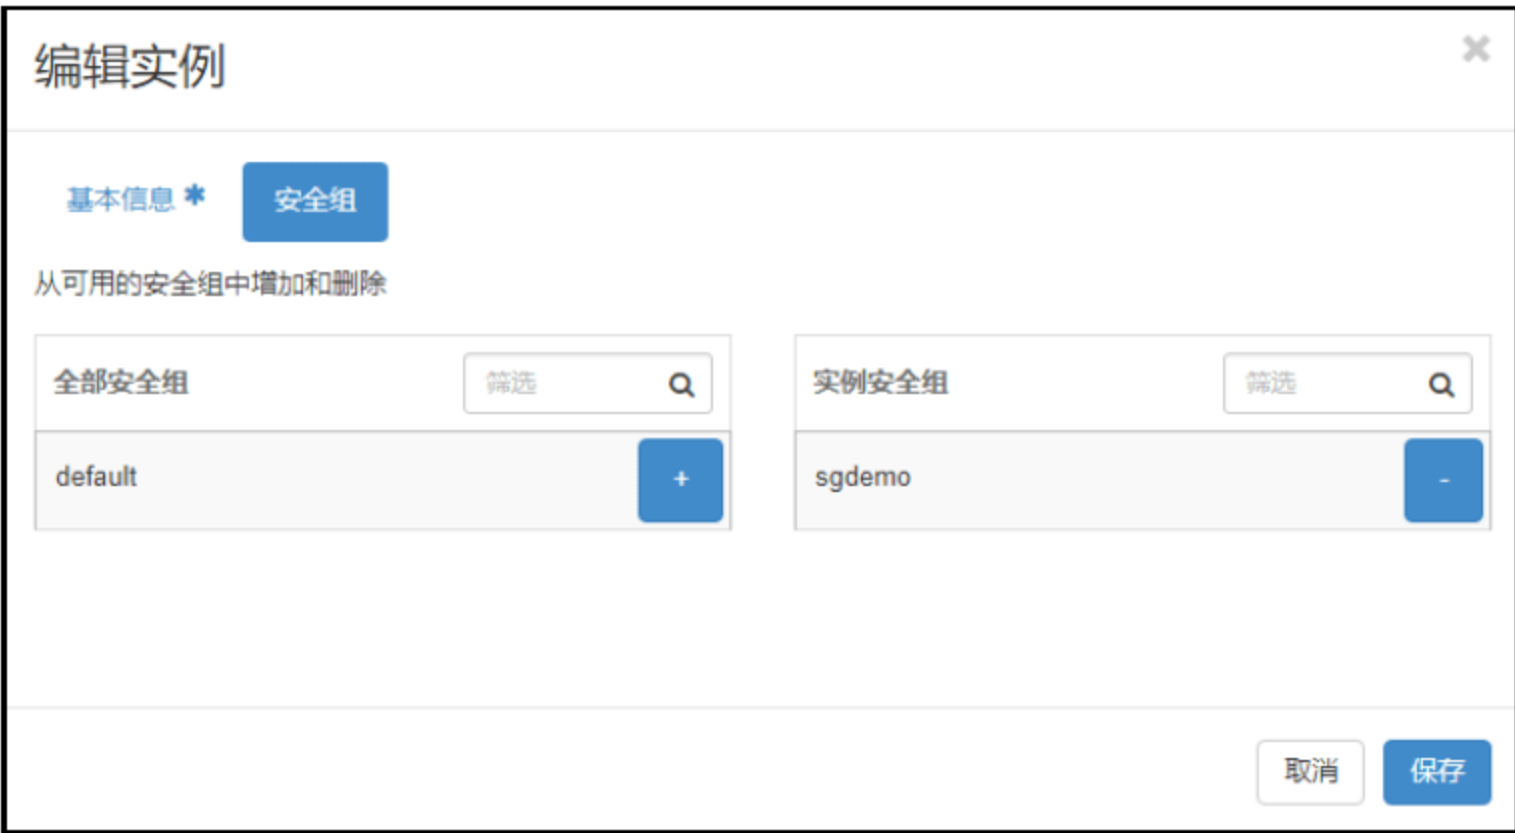 编辑实例
基本信息 *
安全组
从可用的安全组中增加和删除
全部安全组
筛选
default
+
实例安全组
筛选
sgdemo
-
取消
保存